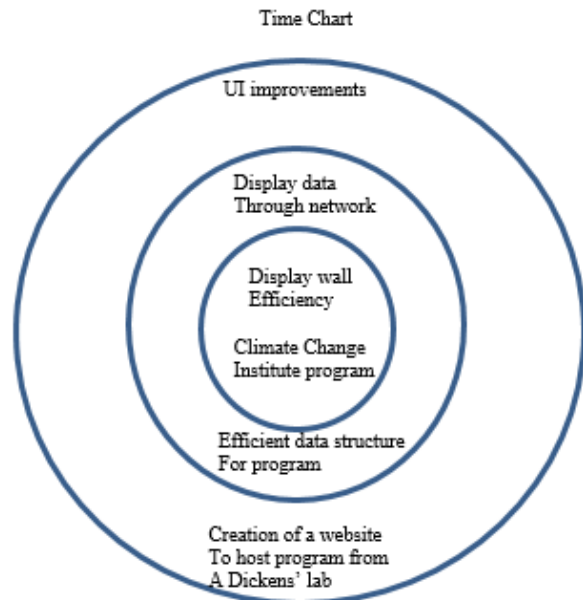 Time Chart
UI improvements
Display data
Through network
Display wall
Efficiency
Climate Change
Institute program
Efficient data structure
For program
Creation of a website
To host program from
A Dickens’ lab